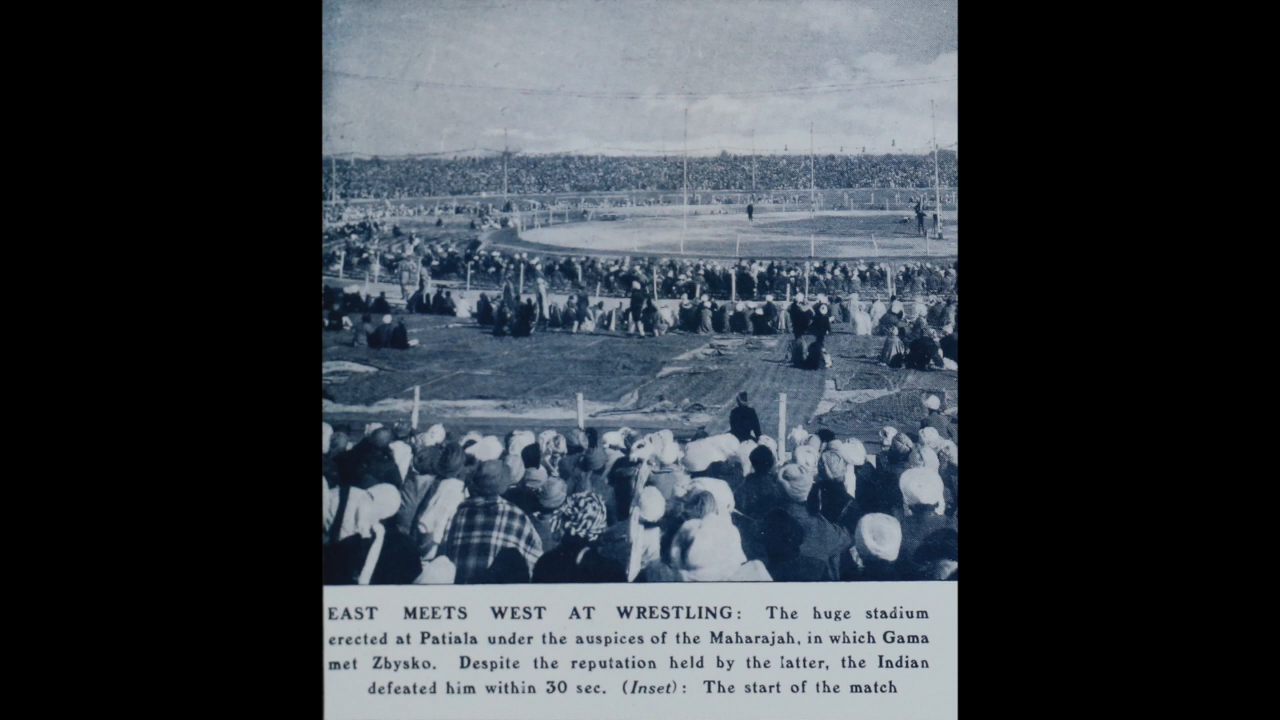 EAST MEETS WEST AT WRESTLING: The huge stadium
erected at Patiala under the auspices of the Maharajah, in which Gama
met Zbysko. Despite the reputation held by the latter, the Indian
defeated him within 30 sec. (Inset): The start of the match